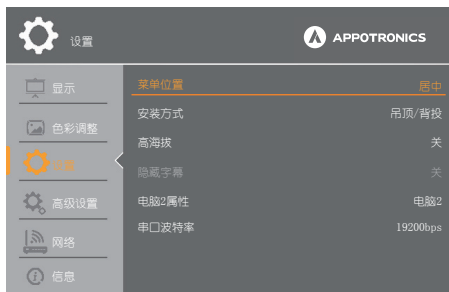 设置
APPOTRONICS
显示
色彩调整
设置
高级设置
网络
信息
菜单位置 居中
安装方式 吊顶/背投
高海拔 关
隐藏字幕 关
电脑2属性 电脑2
串口波特率 19200bps